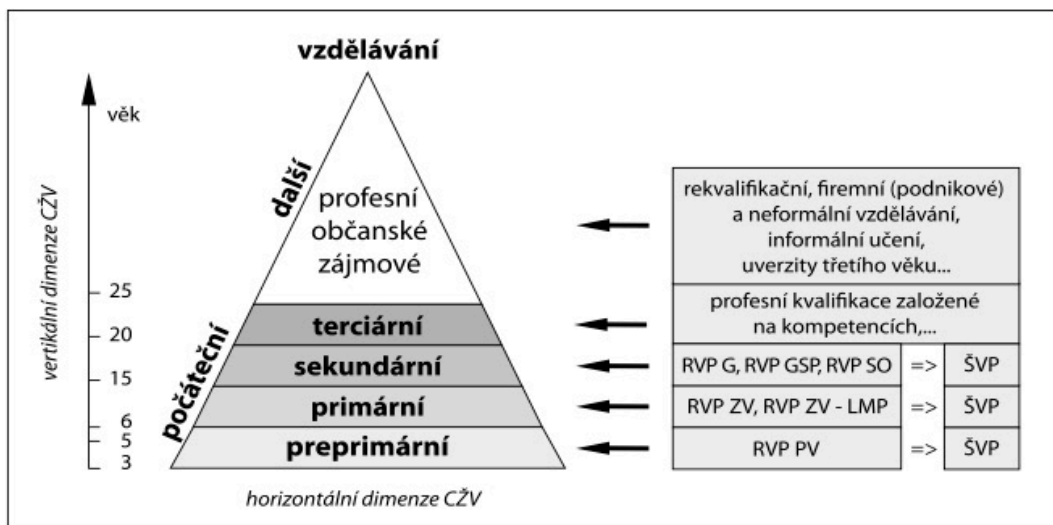 vzdělávání
věk
vertikální dimenze CŽV
25
20
15
6
5
3
další
počáteční
profesní
občanské
zájmové
terciární
sekundární
primární
preprimární
horizontální dimenze CŽV
rekvalifikační, firemní (podnikové)
a neformální vzdělávání,
informální učení,
uverzity třetího věku...
profesní kvalifikace založené
na kompetencích,...
RVP G, RVP GSP, RVP SO => ŠVP
RVP ZV, RVP ZV - LMP => ŠVP
RVP PV => ŠVP